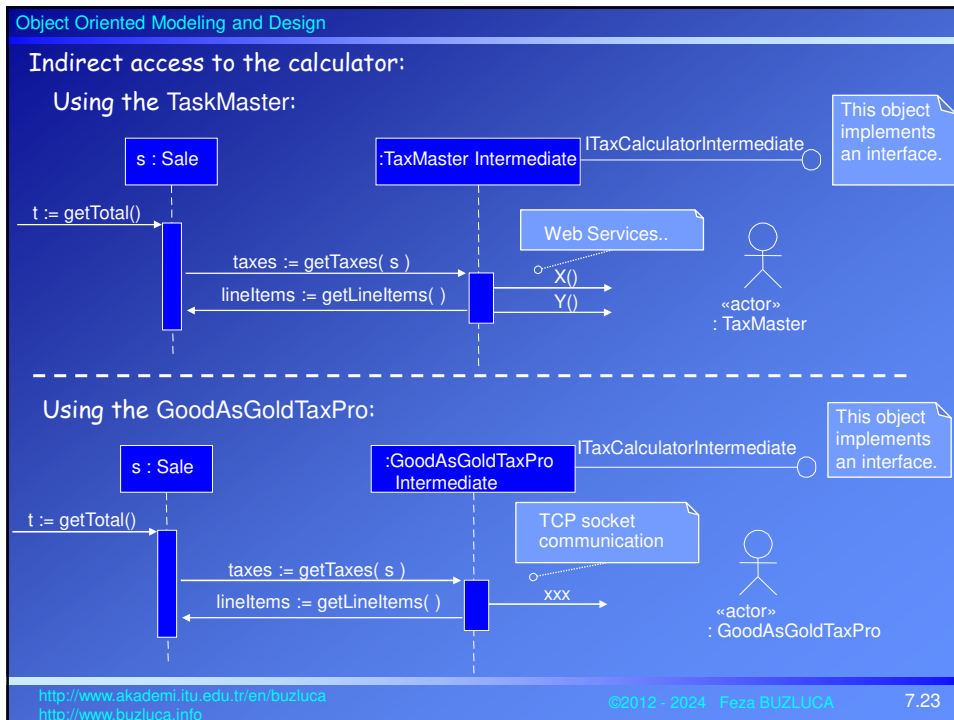 Object Oriented Modeling and Design
Indirect access to the calculator:
Using the TaskMaster:
This object
implements
an interface.
s : Sale
:TaxMaster Intermediate
ITaxCalculatorIntermediate
t := getTotal()
Web Services..
taxes := getTaxes( s )
X()
lineItems := getLineItems( )
Y()
«actor»
: TaxMaster
Using the GoodAsGoldTaxPro:
This object
implements
an interface.
s : Sale
:GoodAsGoldTaxPro
Intermediate
ITaxCalculatorIntermediate
t := getTotal()
TCP socket
communication
taxes := getTaxes( s )
lineItems := getLineItems( )
xxx
«actor»
: GoodAsGoldTaxPro
http://www.akademi.itu.edu.tr/en/buzluca
http://www.buzluca.info
©2012 - 2024 Feza BUZLUCA
7.23